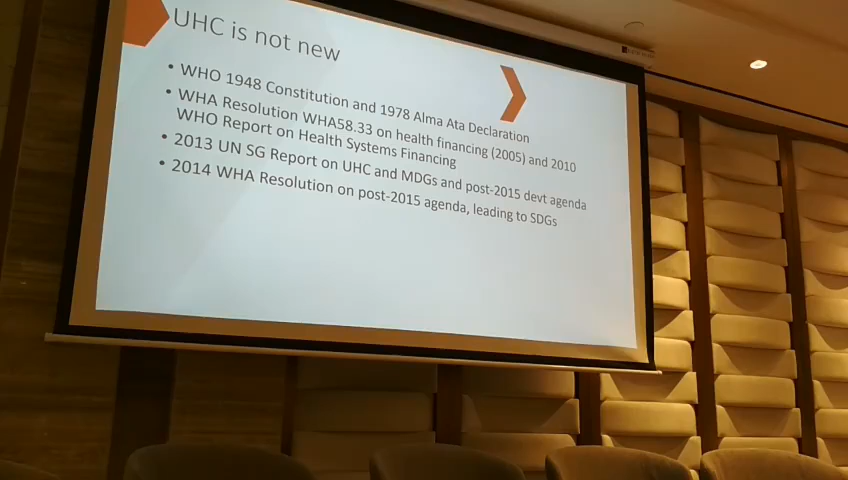 UHC is not new
• WHO 1948 Constitution and 1978 Alma Ata Declaration
• WHA Resolution WHA58.33 on health financing (2005) and 2010
WHO Report on Health Systems Financing
• 2013 UN SG Report on UHC and MDGs and post-2015 devt agenda
• 2014 WHA Resolution on post-2015 agenda, leading to SDGs